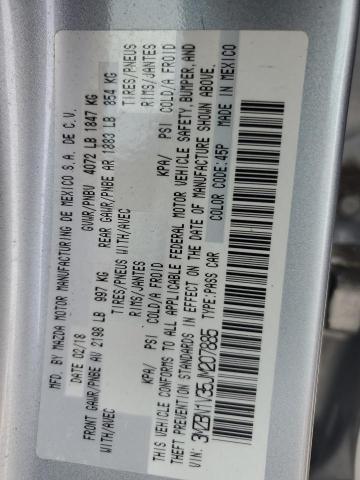 MFD. BY MAZDA MOTOR MANUFACTURING DE MEXICO S.A. DE C.V.
DATE: 02/18 GVWR/PNBV 4072 LB 1847 KG
FRONT GAWR/PNBE AV 2198 LB 997 KG REAR GAWR/PNBE AR 1883 LB 854 KG
WITH/AVEC TIRES/PNEUS WITH/AVEC TIRES/PNEUS
RIMS/JANTES RIMS/JANTES
KPA/ PSI COLD/A FROID KPA/ PSI COLD/A FROID
THIS VEHICLE CONFORMS TO ALL APPLICABLE FEDERAL MOTOR VEHICLE SAFETY, BUMPER, AND
THEFT PREVENTION STANDARDS IN EFFECT ON THE DATE OF MANUFACTURE SHOWN ABOVE.
VIN: 3MZBN1V35JM207885 TYPE:PASS CAR COLOR CODE:45P MADE IN MEXICO